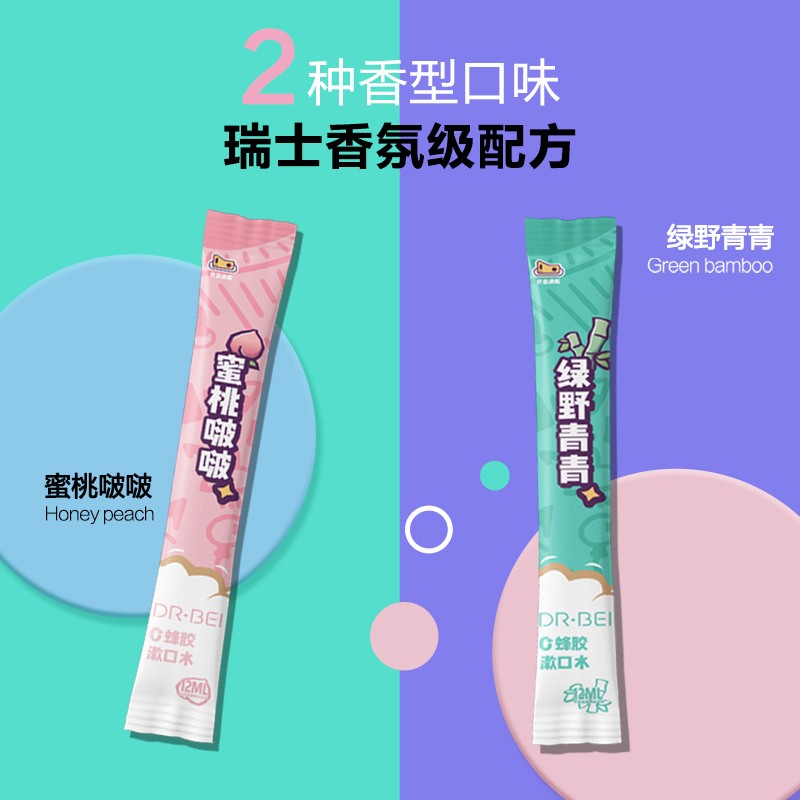 2种香型口味
瑞士香氛级配方
绿野青青
Green bamboo
蜜桃啵啵
绿野青青
蜜桃啵啵
Honey peach
DR·BEI
蜂胶
漱口水
12ML
DR·BEI
蜂胶
漱口水
12ML